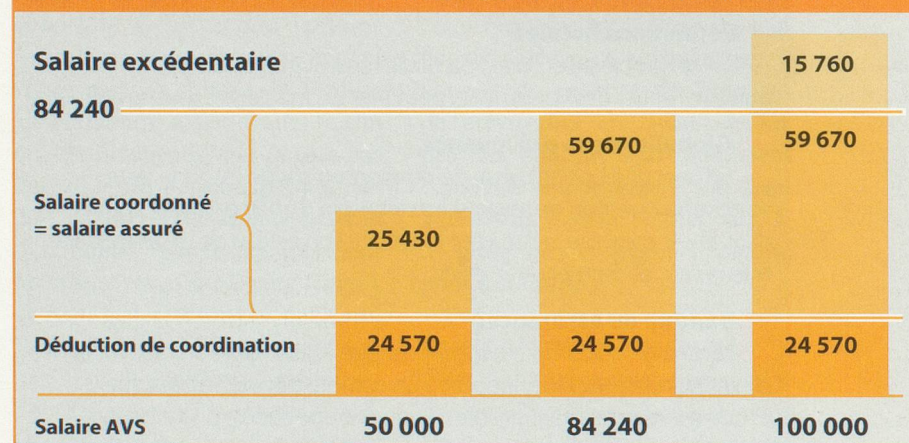 Salaire excédentaire
15 760
84 240
59 670
59 670
Salaire coordonné
= salaire assuré
25 430
Déduction de coordination
24 570
24 570
24 570
Salaire AVS
50 000
84 240
100 000